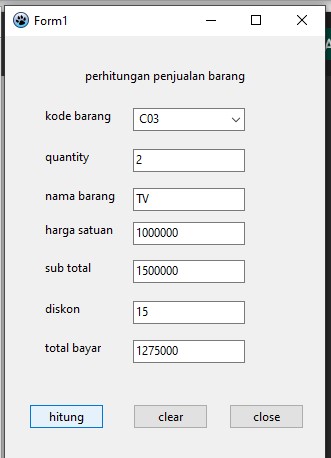 Form1
perhitungan penjualan barang
kode barang C03
quantity 2
nama barang TV
harga satuan 1000000
sub total 1500000
diskon 15
total bayar 1275000
hitung clear close